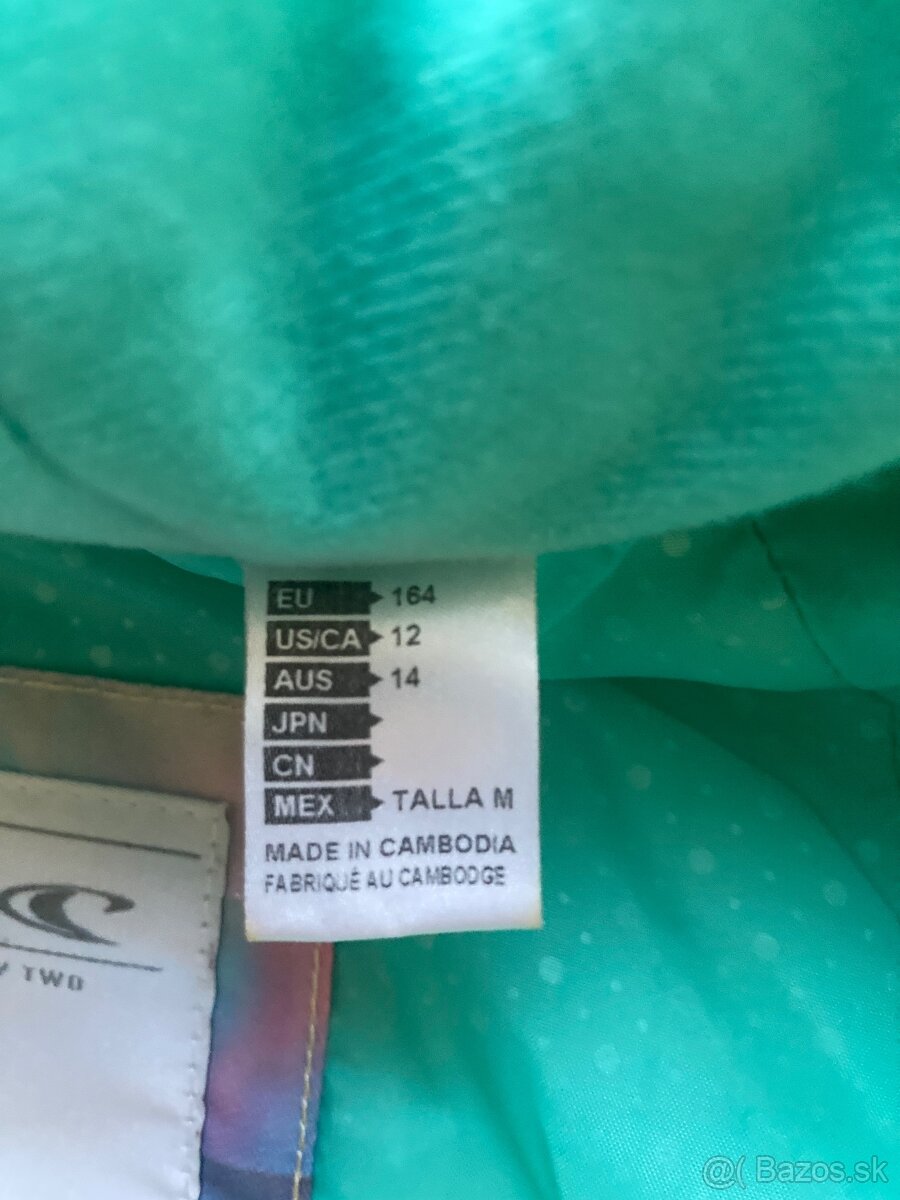 EU 164
US/CA 12
AUS 14
JPN
CN
MEX TALLA M
MADE IN CAMBODIA
FABRIQUÉ AU CAMBODGE
TWO
@( Bazos.sk